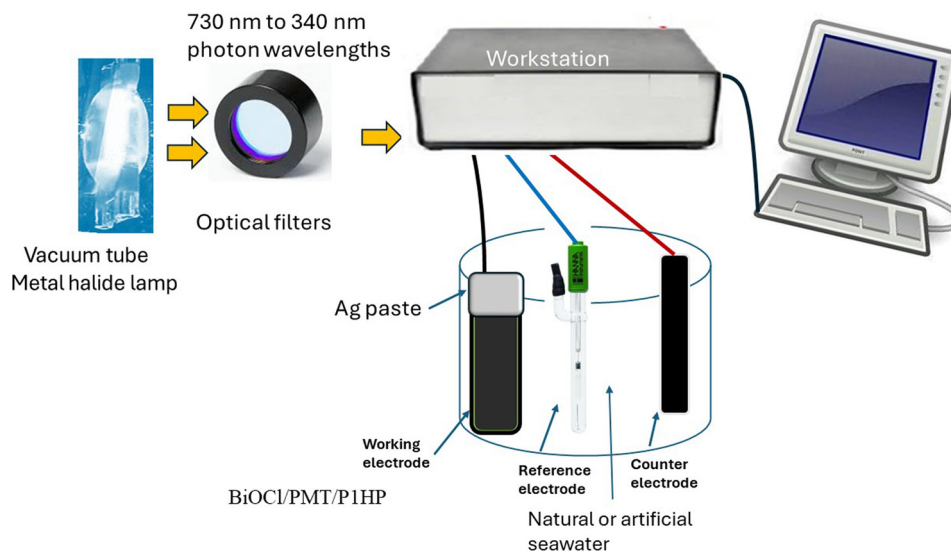 730 nm to 340 nm
photon wavelengths
Workstation
Optical filters
Vacuum tube
Metal halide lamp
Ag paste
HANNA
Working
electrode
Reference
electrode
Counter
electrode
BiOCl/PMT/P1HP
Natural or artificial
seawater